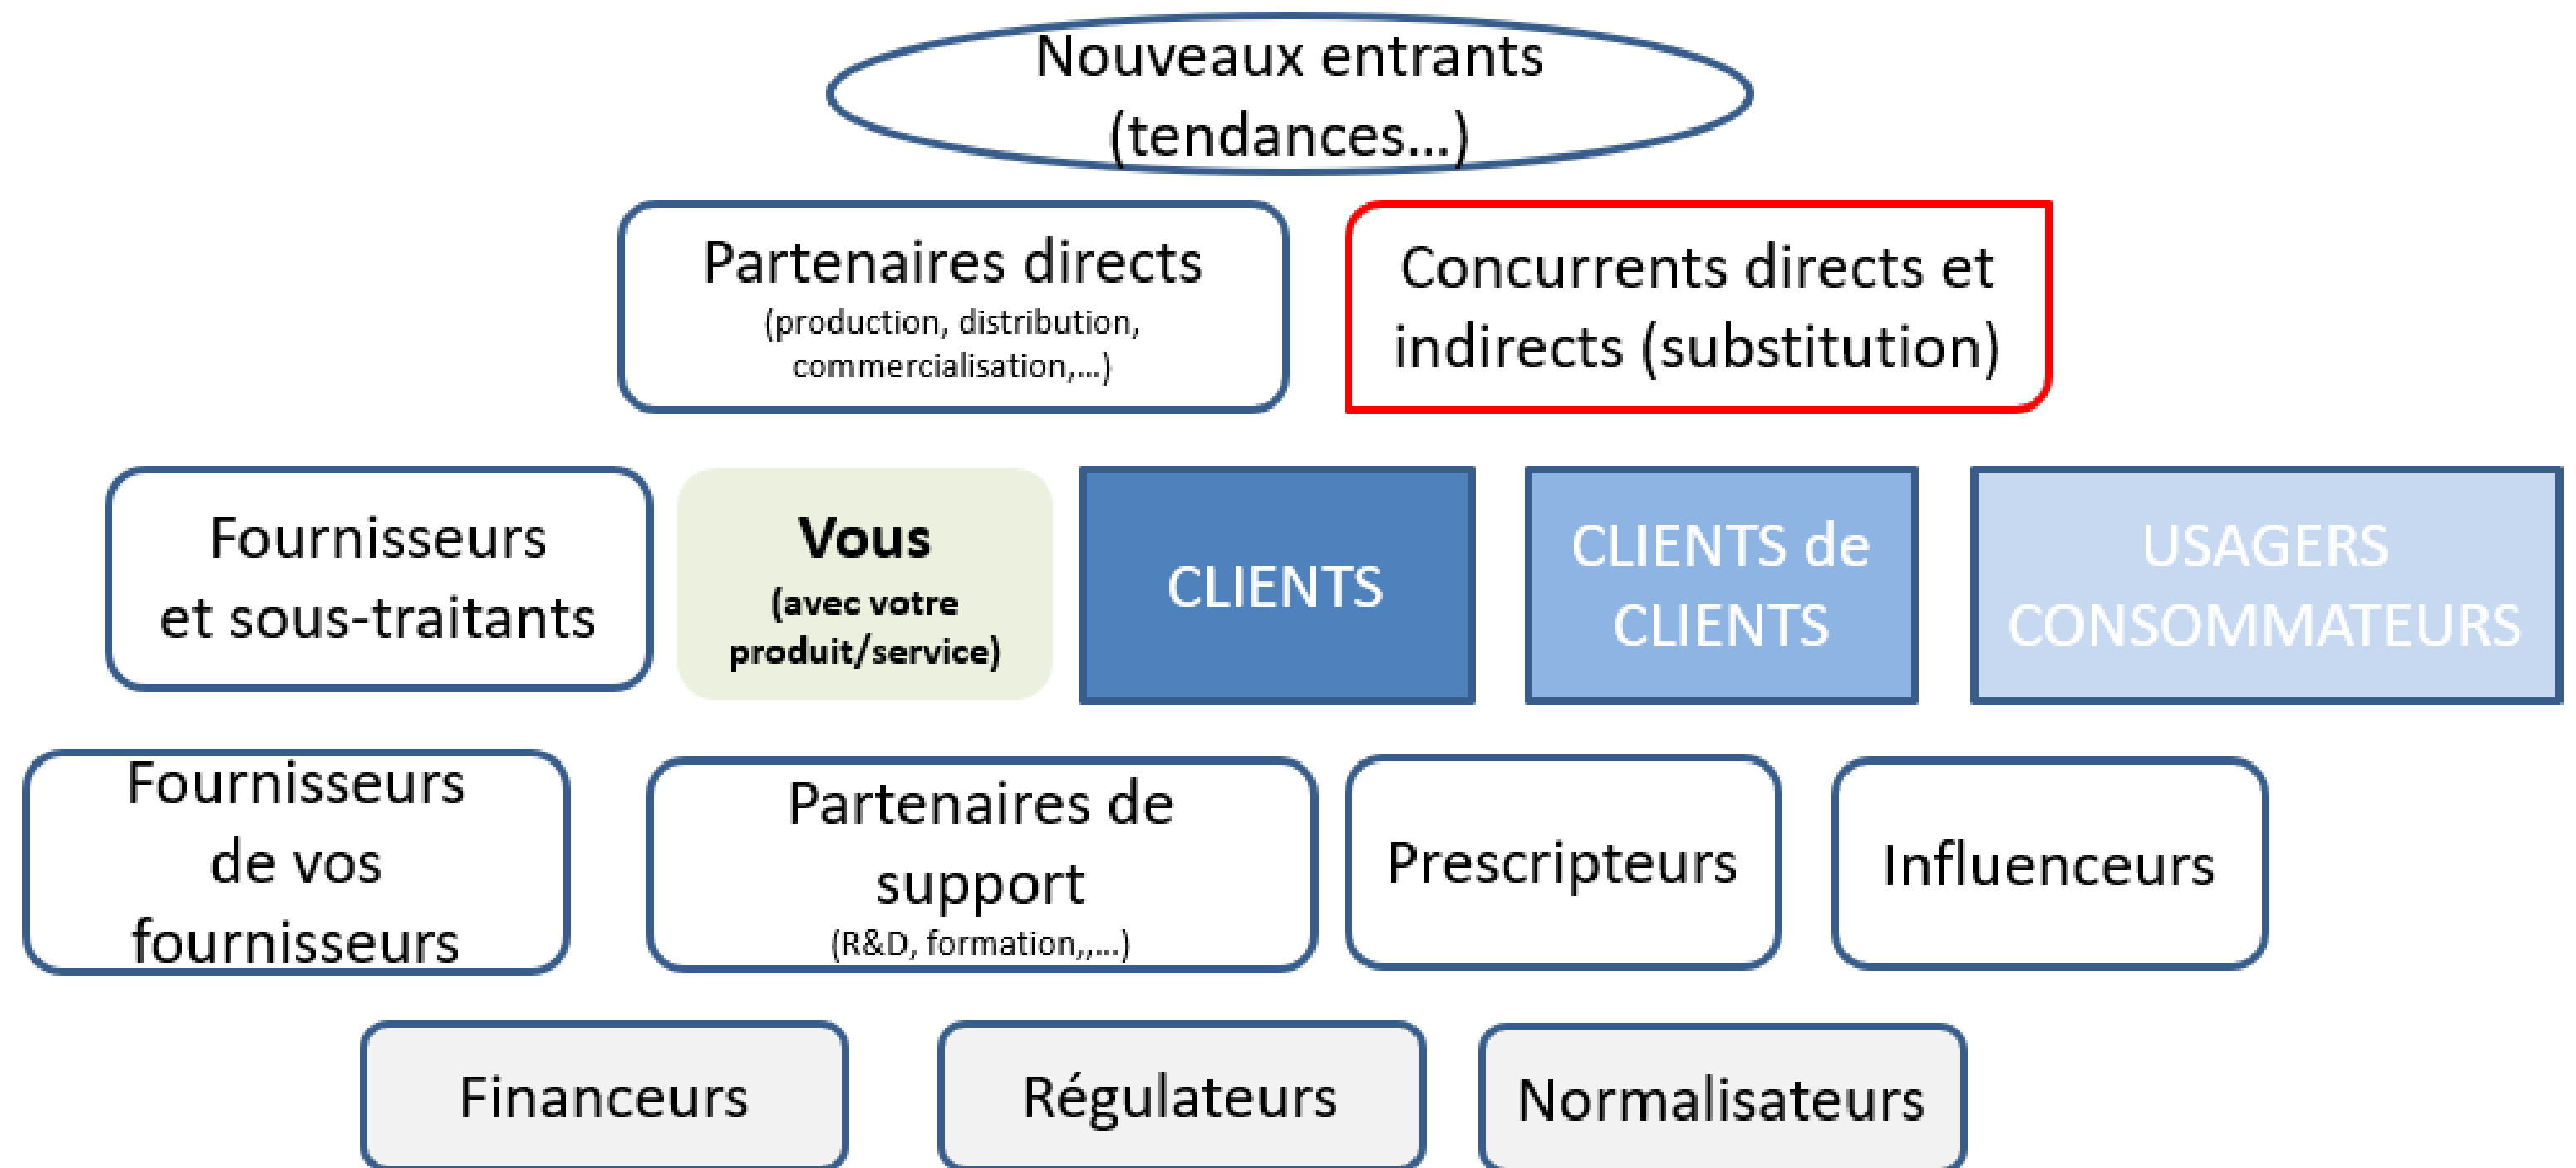 Nouveaux entrants
(tendances...)
Partenaires directs
(production, distribution,
commercialisation,...)
Concurrents directs et
indirects (substitution)
Fournisseurs
et sous-traitants
Vous
(avec votre
produit/service)
CLIENTS
CLIENTS de
CLIENTS
USAGERS
CONSOMMATEURS
Fournisseurs
de vos
fournisseurs
Partenaires de
support
(R&D, formation,,...)
Prescripteurs
Influenceurs
Financeurs
Régulateurs
Normalisateurs